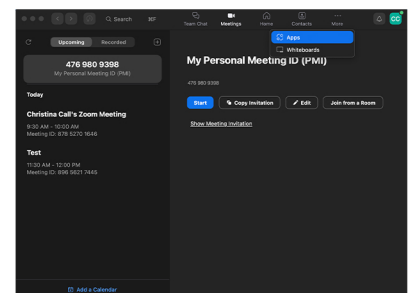 Search ⌘F
Team Chat Meetings Home Contacts More
CC
Upcoming Recorded
476 980 9398
My Personal Meeting ID (PMI)
Today
Christina Call's Zoom Meeting
9:30 AM - 10:00 AM
Meeting ID: 878 5270 1646
Test
11:30 AM - 12:00 PM
Meeting ID: 898 5621 7445
Add a Calendar
Apps
Whiteboards
My Personal Meeting ID (PMI)
476 980 9398
Start Copy Invitation Edit Join from a Room
Show Meeting Invitation